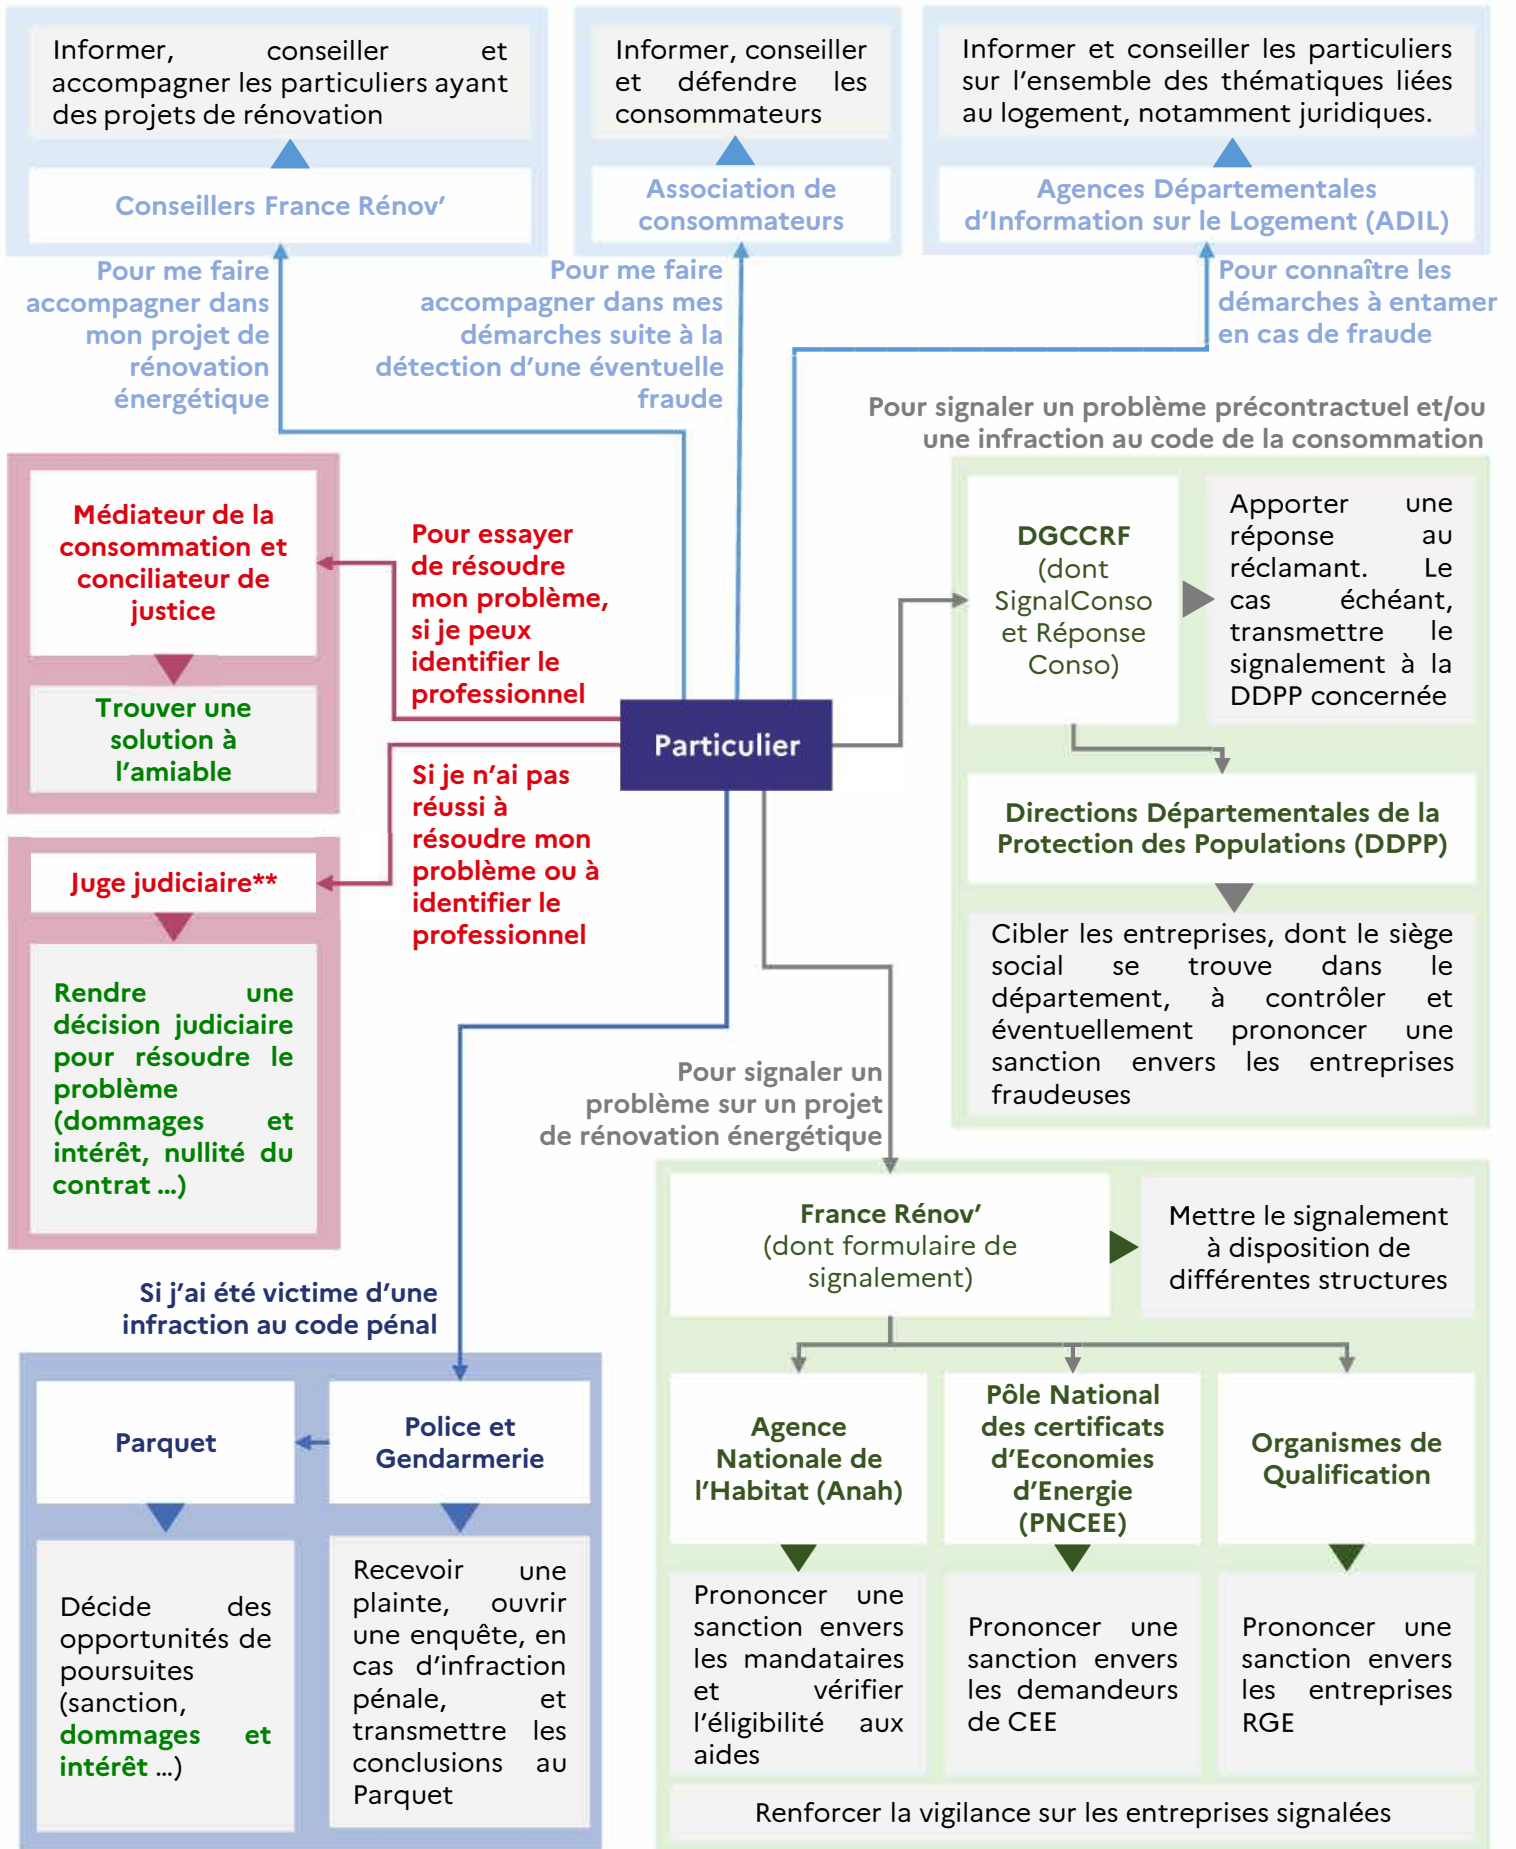 Informer, conseiller et
accompagner les particuliers ayant
des projets de rénovation
Informer, conseiller
et défendre les
consommateurs
Informer et conseiller les particuliers
sur l'ensemble des thématiques liées
au logement, notamment juridiques.
Conseillers France Rénov'
Association de
consommateurs
Agences Départementales
d'Information sur le Logement (ADIL)
Pour me faire
accompagner dans
mon projet de
rénovation
énergétique
Pour me faire
accompagner dans mes
démarches suite à la
détection d'une éventuelle
fraude
Pour connaître les
démarches à entamer
en cas de fraude
Pour signaler un problème précontractuel et/ou
une infraction au code de la consommation
Médiateur de la
consommation et
conciliateur de
justice
Pour essayer
de résoudre
mon problème,
si je peux
identifier le
professionnel
Trouver une
solution à
l'amiable
Particulier
DGCCRF
(dont
SignalConso
et Réponse
Conso)
Apporter une
réponse au
réclamant. Le
cas échéant,
transmettre le
signalement à la
DDPP concernée
Si je n'ai pas
réussi à
résoudre mon
problème ou à
identifier le
professionnel
Juge judiciaire**
Rendre une
décision judiciaire
pour résoudre le
problème
(dommages et
intérêt, nullité du
contrat ...)
Directions Départementales de la
Protection des Populations (DDPP)
Cibler les entreprises, dont le siège
social se trouve dans le
département, à contrôler et
éventuellement prononcer une
sanction envers les entreprises
fraudeuses
Pour signaler un
problème sur un projet
de rénovation énergétique
France Rénov'
(dont formulaire de
signalement)
Mettre le signalement
à disposition de
différentes structures
Si j'ai été victime d'une
infraction au code pénal
Parquet
Police et
Gendarmerie
Décide des
opportunités de
poursuites
(sanction,
dommages et
intérêt ...)
Recevoir une
plainte, ouvrir
une enquête, en
cas d'infraction
pénale, et
transmettre les
conclusions au
Parquet
Agence
Nationale de
l'Habitat (Anah)
Pôle National
des certificats
d'Economies
d'Energie
(PNCEE)
Organismes de
Qualification
Prononcer une
sanction envers
les mandataires
et vérifier
l'éligibilité aux
aides
Prononcer une
sanction envers
les demandeurs
de CEE
Prononcer une
sanction envers
les entreprises
RGE
Renforcer la vigilance sur les entreprises signalées